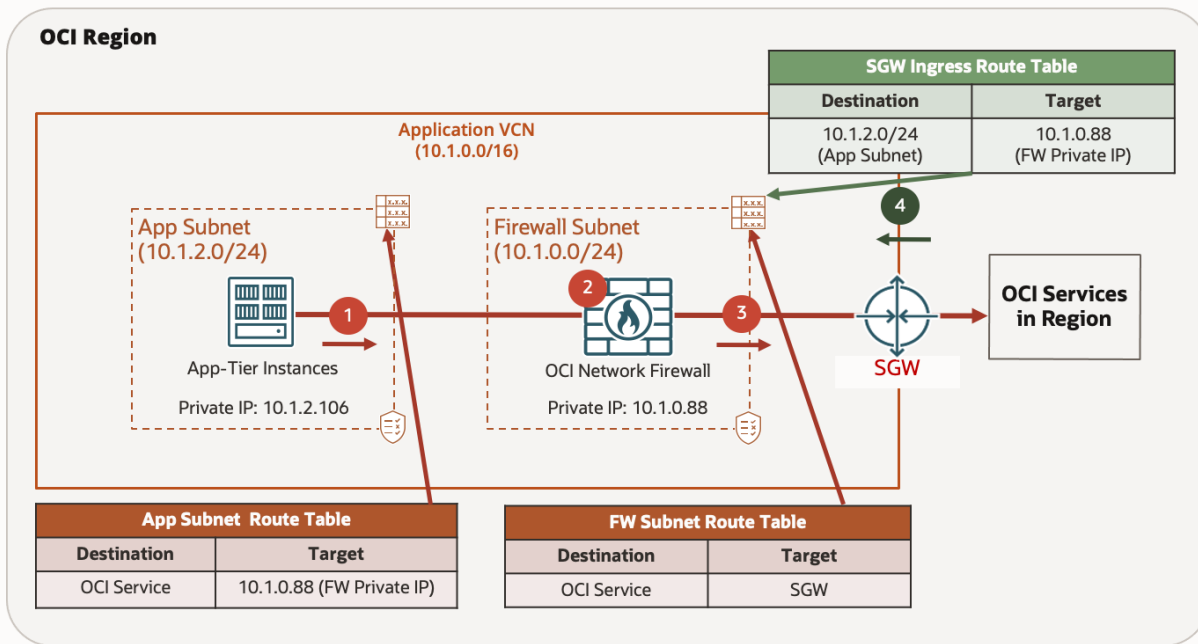 OCI Region
SGW Ingress Route Table
Destination Target
10.1.2.0/24 10.1.0.88
(App Subnet) (FW Private IP)
Application VCN
(10.1.0.0/16)
x.x.x.
x.x.x.
x.x.x.
x.x.x.
x.x.x.
x.x.x.
4
App Subnet
(10.1.2.0/24)
Firewall Subnet
(10.1.0.0/24)
1
2
3
OCI Services
in Region
App-Tier Instances
OCI Network Firewall
SGW
Private IP: 10.1.2.106
Private IP: 10.1.0.88
App Subnet Route Table
Destination Target
OCI Service 10.1.0.88 (FW Private IP)
FW Subnet Route Table
Destination Target
OCI Service SGW